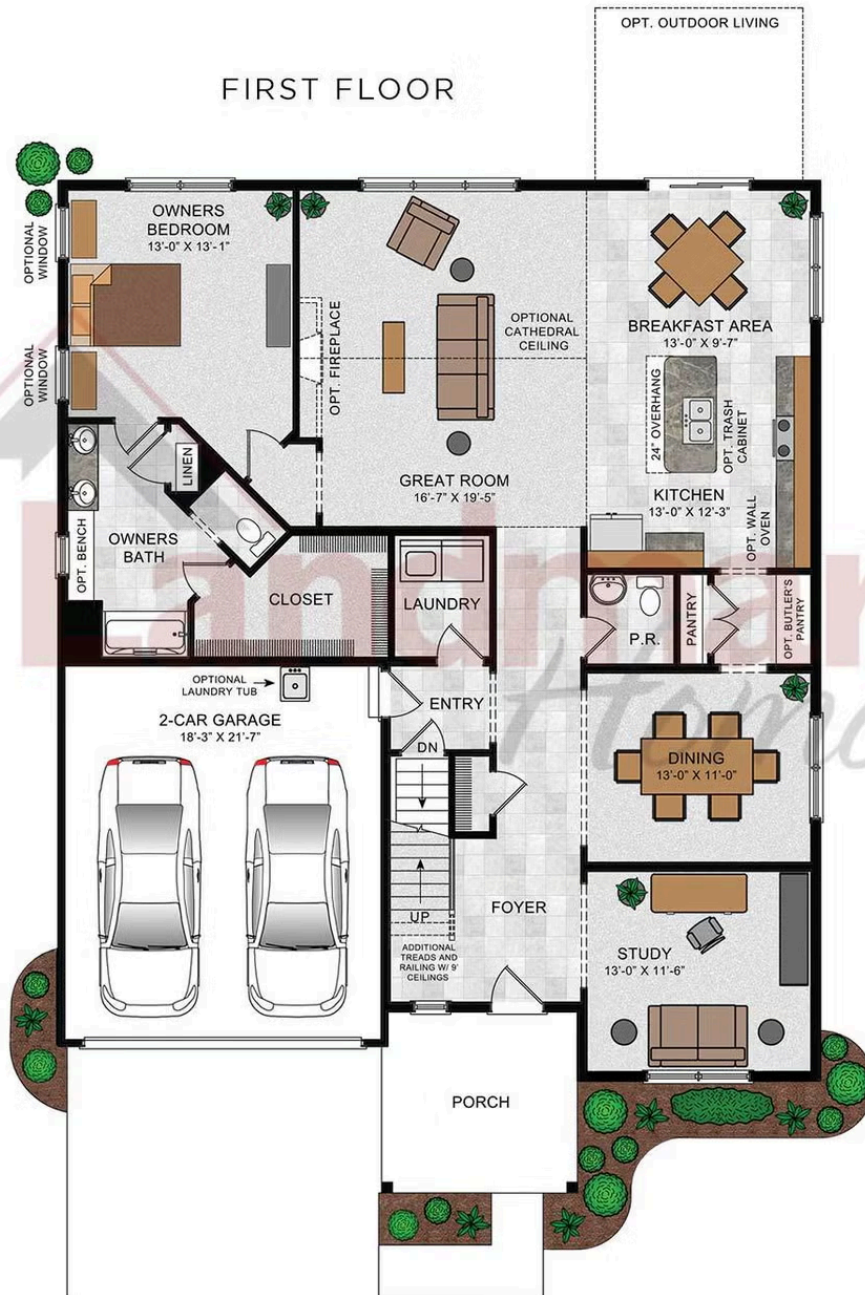 OPT. OUTDOOR LIVING
FIRST FLOOR
OWNERS
BEDROOM
13'-0" X 13'-1"
OPTIONAL
WINDOW
OPTIONAL
WINDOW
OPT. FIREPLACE
OPTIONAL
CATHEDRAL
CEILING
BREAKFAST AREA
13'-0" X 9'-7"
24" OVERHANG
OPT. TRASH
CABINET
GREAT ROOM
16'-7" X 19'-5"
KITCHEN
13'-0" X 12'-3"
OPT. WALL
OVEN
LINEN
OWNERS
BATH
OPT. BENCH
CLOSET
LAUNDRY
P.R.
PANTRY
OPT. BUTLER'S
PANTRY
Landmark
Homes
OPTIONAL
LAUNDRY TUB
2-CAR GARAGE
18'-3" X 21'-7"
ENTRY
DN
DINING
13'-0" X 11'-0"
UP
FOYER
ADDITIONAL
TREADS AND
RAILING W/ 9'
CEILINGS
STUDY
13'-0" X 11'-6"
PORCH